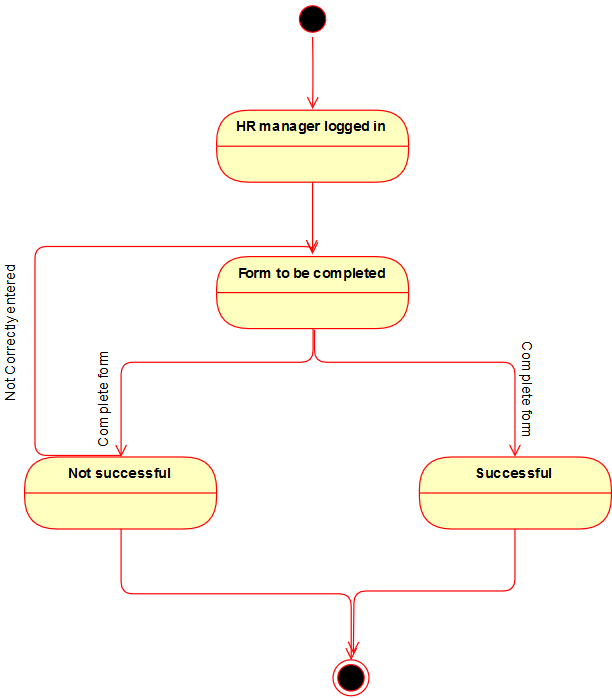 HR manager logged in
Form to be completed
Not Correctly entered
Complete form
Complete form
Not successful
Successful